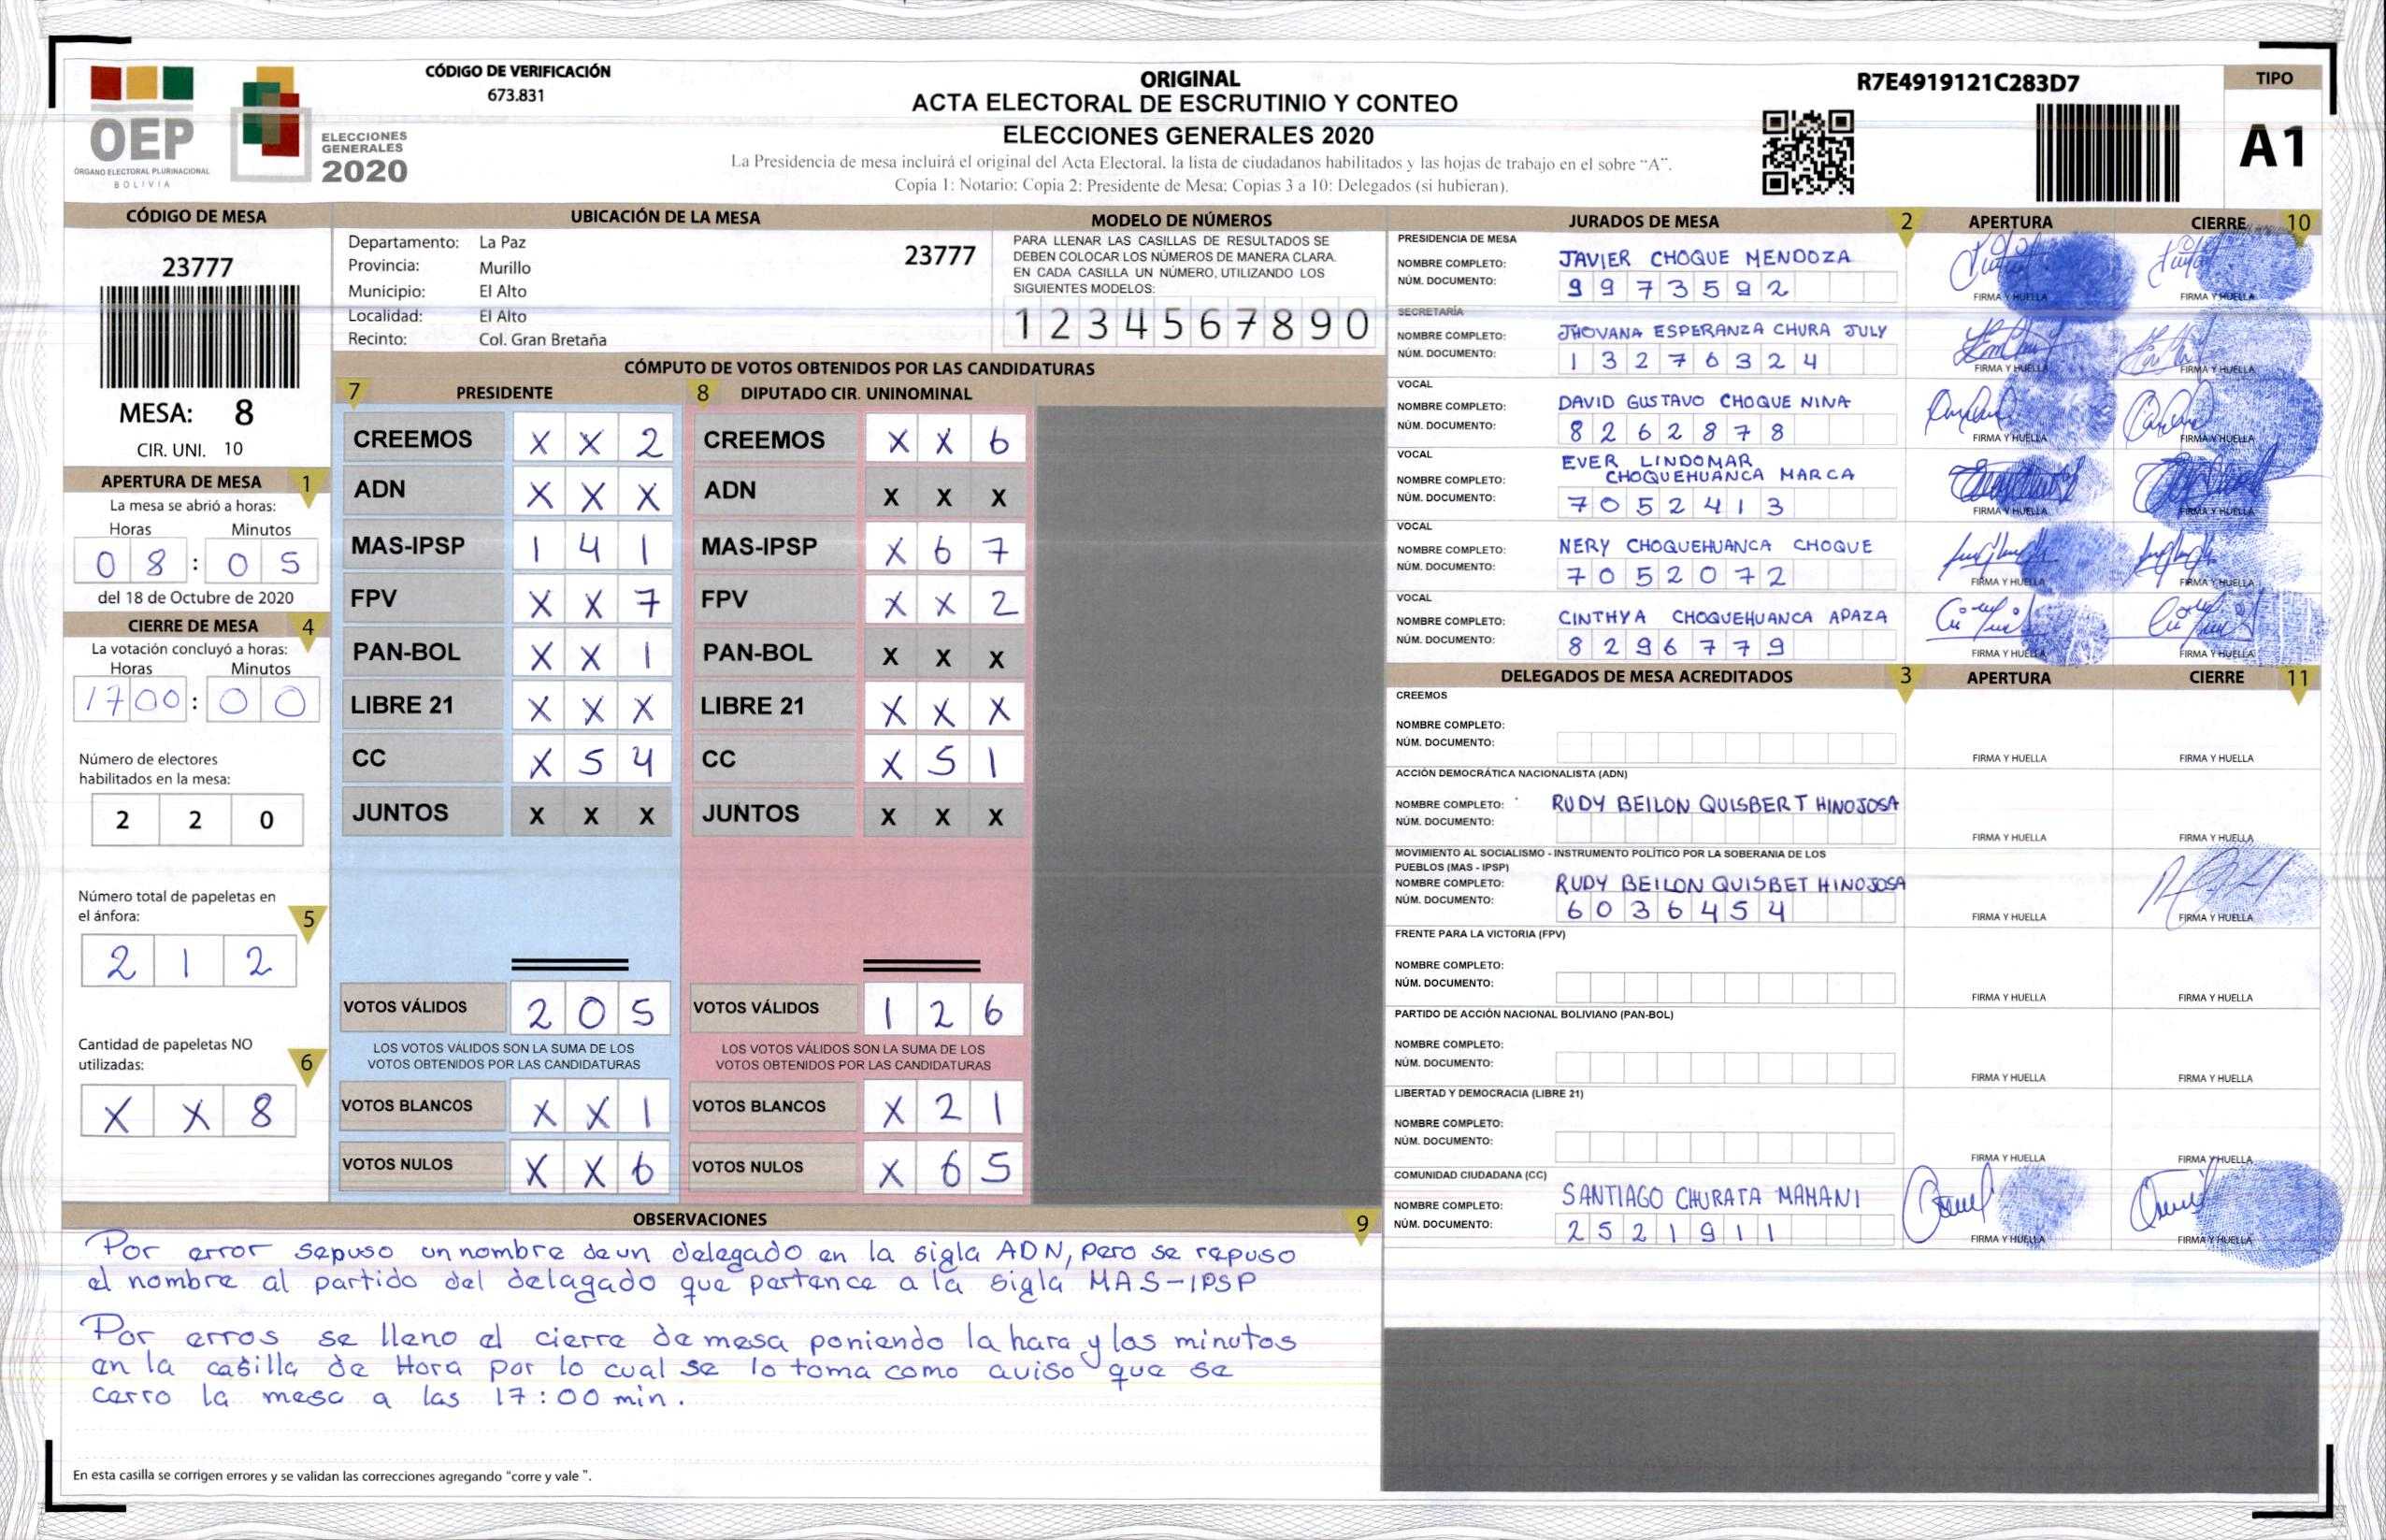 OEP
ÓRGANO ELECTORAL PLURINACIONAL
BOLIVIA
ELECCIONES
GENERALES
2020
CÓDIGO DE VERIFICACIÓN
673.831
ORIGINAL
ACTA ELECTORAL DE ESCRUTINIO Y CONTEO
ELECCIONES GENERALES 2020
La Presidencia de mesa incluirá el original del Acta Electoral, la lista de ciudadanos habilitados y las hojas de trabajo en el sobre "A".
Copia 1: Notario; Copia 2: Presidente de Mesa; Copias 3 a 10: Delegados (si hubieran).
R7E4919121C283D7
TIPO
A1
CÓDIGO DE MESA
23777
MESA: 8
CIR. UNI. 10
APERTURA DE MESA 1
La mesa se abrió a horas:
Horas Minutos
08 : 05
del 18 de Octubre de 2020
CIERRE DE MESA 4
La votación concluyó a horas:
Horas Minutos
1700 : 00
Número de electores
habilitados en la mesa:
2 2 0
Número total de papeletas en
el ánfora: 5
2 1 2
Cantidad de papeletas NO
utilizadas: 6
X X 8
UBICACIÓN DE LA MESA
Departamento: La Paz 23777
Provincia: Murillo
Municipio: El Alto
Localidad: El Alto
Recinto: Col. Gran Bretaña
MODELO DE NÚMEROS
PARA LLENAR LAS CASILLAS DE RESULTADOS SE
DEBEN COLOCAR LOS NÚMEROS DE MANERA CLARA.
EN CADA CASILLA UN NÚMERO, UTILIZANDO LOS
SIGUIENTES MODELOS:
1 2 3 4 5 6 7 8 9 0
CÓMPUTO DE VOTOS OBTENIDOS POR LAS CANDIDATURAS
7 PRESIDENTE
CREEMOS X X 2
ADN X X X
MAS-IPSP 1 4 1
FPV X X 7
PAN-BOL X X 1
LIBRE 21 X X X
CC X 5 4
JUNTOS X X X
VOTOS VÁLIDOS 2 0 5
LOS VOTOS VÁLIDOS SON LA SUMA DE LOS
VOTOS OBTENIDOS POR LAS CANDIDATURAS
VOTOS BLANCOS X X 1
VOTOS NULOS X X 6
8 DIPUTADO CIR. UNINOMINAL
CREEMOS X X 6
ADN X X X
MAS-IPSP X 6 7
FPV X X 2
PAN-BOL X X X
LIBRE 21 X X X
CC X 5 1
JUNTOS X X X
VOTOS VÁLIDOS 1 2 6
LOS VOTOS VÁLIDOS SON LA SUMA DE LOS
VOTOS OBTENIDOS POR LAS CANDIDATURAS
VOTOS BLANCOS X 2 1
VOTOS NULOS X 6 5
OBSERVACIONES 9
Por error sepuso un nombre de un delegado en la sigla ADN, pero se repuso
el nombre al partido del delagado que pertence a la sigla MAS-IPSP
Por erros se lleno el cierre de mesa poniendo la hara y los minutos
en la casilla de Hora por lo cual se lo toma como aviso que se
cerro la mesa a las 17:00 min.
En esta casilla se corrigen errores y se validan las correcciones agregando "corre y vale ".
JURADOS DE MESA 2 APERTURA CIERRE 10
PRESIDENCIA DE MESA
NOMBRE COMPLETO: JAVIER CHOQUE MENDOZA
NÚM. DOCUMENTO: 9973592
FIRMA Y HUELLA FIRMA Y HUELLA
SECRETARÍA
NOMBRE COMPLETO: JHOVANA ESPERANZA CHURA JULY
NÚM. DOCUMENTO: 13276324
FIRMA Y HUELLA FIRMA Y HUELLA
VOCAL
NOMBRE COMPLETO: DAVID GUSTAVO CHOQUE NINA
NÚM. DOCUMENTO: 8262878
FIRMA Y HUELLA FIRMA Y HUELLA
VOCAL
EVER LINDOMAR
NOMBRE COMPLETO: CHOQUEHUANCA MARCA
NÚM. DOCUMENTO: 7052413
FIRMA Y HUELLA FIRMA Y HUELLA
VOCAL
NOMBRE COMPLETO: NERY CHOQUEHUANCA CHOQUE
NÚM. DOCUMENTO: 7052072
FIRMA Y HUELLA FIRMA Y HUELLA
VOCAL
NOMBRE COMPLETO: CINTHYA CHOQUEHUANCA APAZA
NÚM. DOCUMENTO: 8296779
FIRMA Y HUELLA FIRMA Y HUELLA
DELEGADOS DE MESA ACREDITADOS 3 APERTURA CIERRE 11
CREEMOS
NOMBRE COMPLETO:
NÚM. DOCUMENTO:
FIRMA Y HUELLA FIRMA Y HUELLA
ACCIÓN DEMOCRÁTICA NACIONALISTA (ADN)
NOMBRE COMPLETO: RUDY BEILON QUISBERT HINOJOSA
NÚM. DOCUMENTO:
FIRMA Y HUELLA FIRMA Y HUELLA
MOVIMIENTO AL SOCIALISMO - INSTRUMENTO POLÍTICO POR LA SOBERANIA DE LOS
PUEBLOS (MAS - IPSP)
NOMBRE COMPLETO: RUDY BEILON QUISBET HINOJOSA
NÚM. DOCUMENTO: 6036454
FIRMA Y HUELLA FIRMA Y HUELLA
FRENTE PARA LA VICTORIA (FPV)
NOMBRE COMPLETO:
NÚM. DOCUMENTO:
FIRMA Y HUELLA FIRMA Y HUELLA
PARTIDO DE ACCIÓN NACIONAL BOLIVIANO (PAN-BOL)
NOMBRE COMPLETO:
NÚM. DOCUMENTO:
FIRMA Y HUELLA FIRMA Y HUELLA
LIBERTAD Y DEMOCRACIA (LIBRE 21)
NOMBRE COMPLETO:
NÚM. DOCUMENTO:
FIRMA Y HUELLA FIRMA Y HUELLA
COMUNIDAD CIUDADANA (CC)
NOMBRE COMPLETO: SANTIAGO CHURATA MAMANI
NÚM. DOCUMENTO: 2521911
FIRMA Y HUELLA FIRMA Y HUELLA